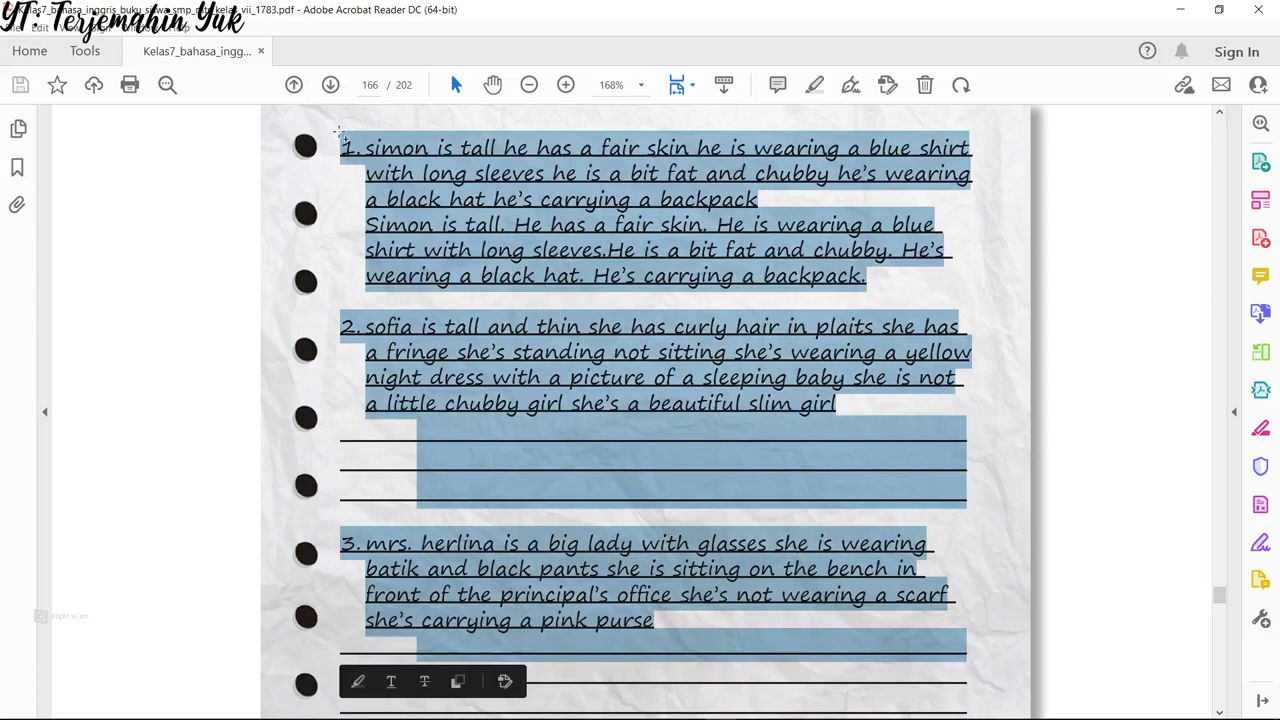 Kelas7_bahasa_inggris_buku_siswa_smp_mts_kelas_vii_1783.pdf - Adobe Acrobat Reader DC (64-bit)
YT: Terjemahin Yuk
Home Tools Kelas7_bahasa_ingg... × Sign In
166 / 202 168%
1. simon is tall he has a fair skin he is wearing a blue shirt
with long sleeves he is a bit fat and chubby he's wearing
a black hat he's carrying a backpack
Simon is tall. He has a fair skin. He is wearing a blue
shirt with long sleeves.He is a bit fat and chubby. He's
wearing a black hat. He's carrying a backpack.
2. sofia is tall and thin she has curly hair in plaits she has
a fringe she's standing not sitting she's wearing a yellow
night dress with a picture of a sleeping baby she is not
a little chubby girl she's a beautiful slim girl
3. mrs. herlina is a big lady with glasses she is wearing
batik and black pants she is sitting on the bench in
front of the principal's office she's not wearing a scarf
she's carrying a pink purse
XSplit VCam